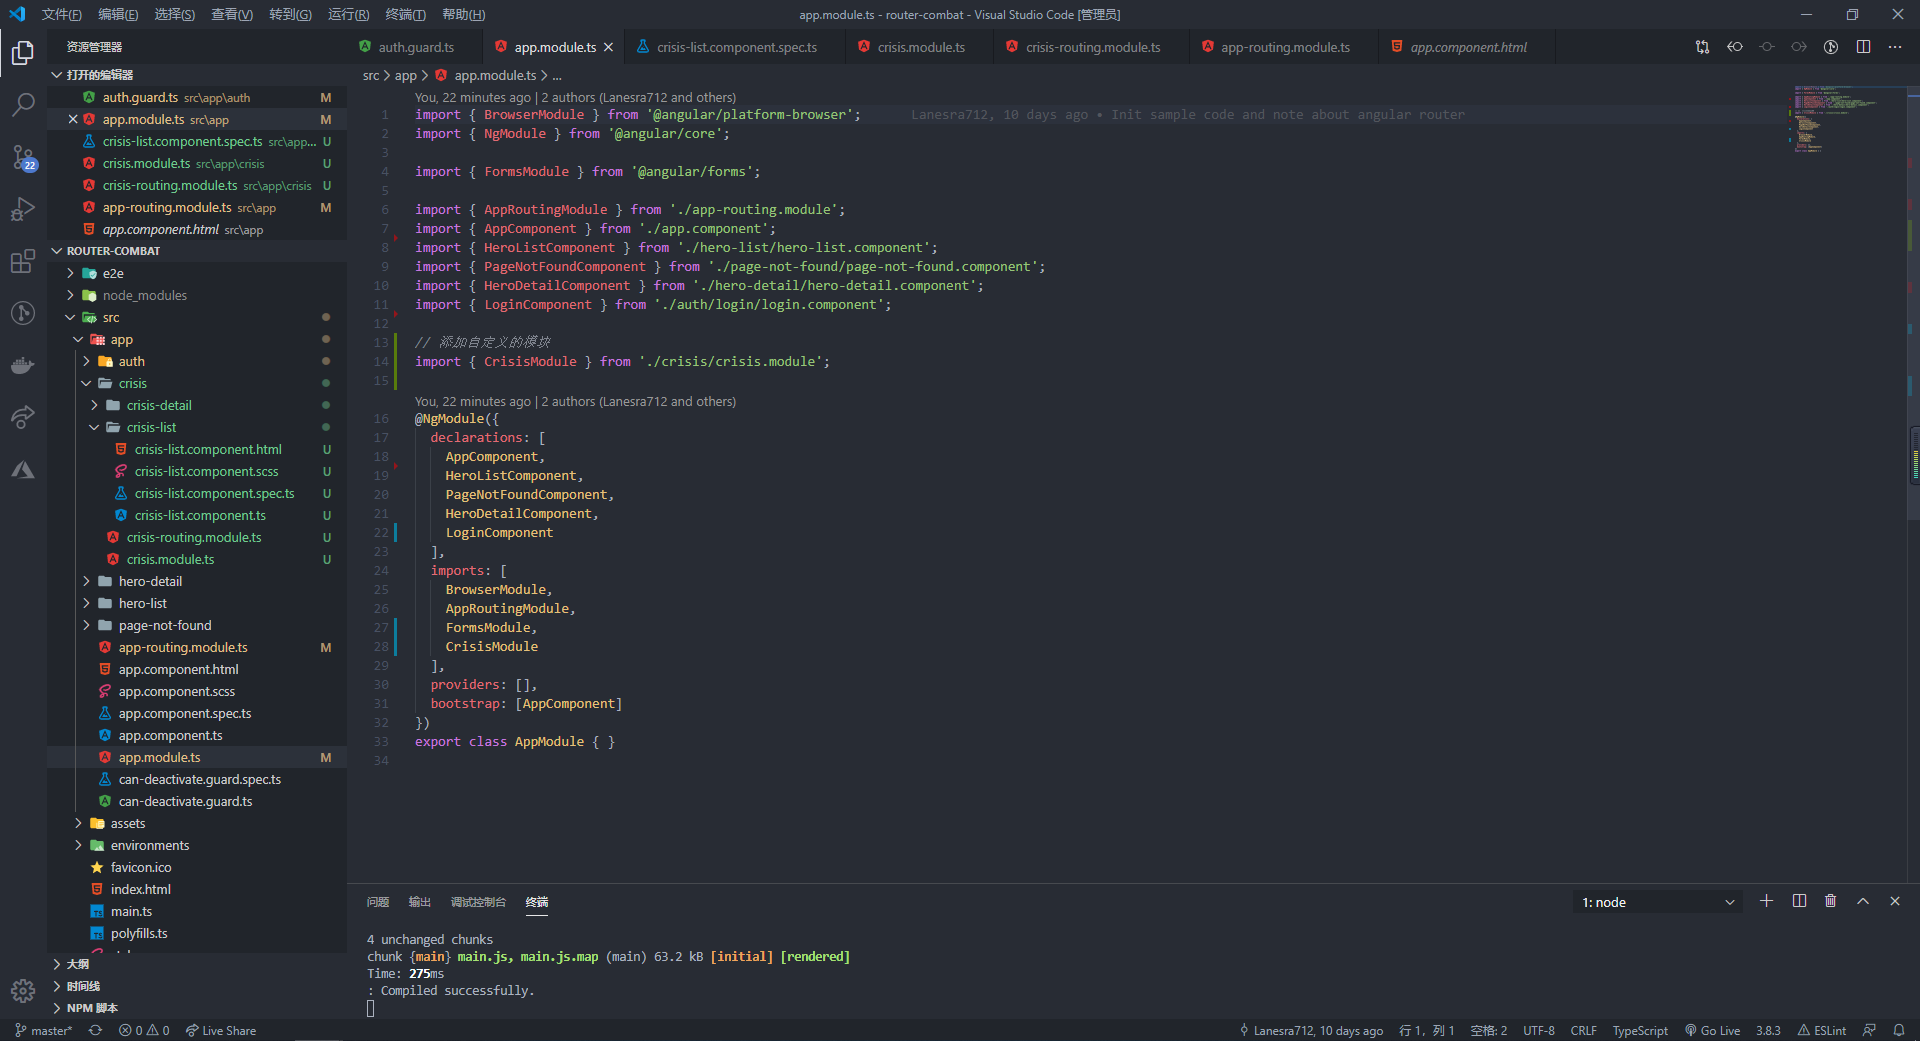 文件(F) 编辑(E) 选择(S) 查看(V) 转到(G) 运行(R) 终端(T) 帮助(H)
app.module.ts - router-combat - Visual Studio Code [管理员]
资源管理器
auth.guard.ts app.module.ts crisis-list.component.spec.ts crisis.module.ts crisis-routing.module.ts app-routing.module.ts app.component.html
打开的编辑器
auth.guard.ts src\app\auth M
app.module.ts src\app M
crisis-list.component.spec.ts src\app... U
crisis.module.ts src\app\crisis U
crisis-routing.module.ts src\app\crisis U
app-routing.module.ts src\app M
app.component.html src\app
ROUTER-COMBAT
e2e
node_modules
src
app
auth
crisis
crisis-detail
crisis-list
crisis-list.component.html U
crisis-list.component.scss U
crisis-list.component.spec.ts U
crisis-list.component.ts U
crisis-routing.module.ts U
crisis.module.ts U
hero-detail
hero-list
page-not-found
app-routing.module.ts M
app.component.html
app.component.scss
app.component.spec.ts
app.component.ts
app.module.ts M
can-deactivate.guard.spec.ts
can-deactivate.guard.ts
assets
environments
favicon.ico
index.html
main.ts
polyfills.ts
大纲
时间线
NPM 脚本
22
src > app > app.module.ts > ...
You, 22 minutes ago | 2 authors (Lanesra712 and others)
1 import { BrowserModule } from '@angular/platform-browser'; Lanesra712, 10 days ago • Init sample code and note about angular router
2 import { NgModule } from '@angular/core';
3
4 import { FormsModule } from '@angular/forms';
5
6 import { AppRoutingModule } from './app-routing.module';
7 import { AppComponent } from './app.component';
8 import { HeroListComponent } from './hero-list/hero-list.component';
9 import { PageNotFoundComponent } from './page-not-found/page-not-found.component';
10 import { HeroDetailComponent } from './hero-detail/hero-detail.component';
11 import { LoginComponent } from './auth/login/login.component';
12
13 // 添加自定义的模块
14 import { CrisisModule } from './crisis/crisis.module';
15
You, 22 minutes ago | 2 authors (Lanesra712 and others)
16 @NgModule({
17 declarations: [
18 AppComponent,
19 HeroListComponent,
20 PageNotFoundComponent,
21 HeroDetailComponent,
22 LoginComponent
23 ],
24 imports: [
25 BrowserModule,
26 AppRoutingModule,
27 FormsModule,
28 CrisisModule
29 ],
30 providers: [],
31 bootstrap: [AppComponent]
32 })
33 export class AppModule { }
34
问题 输出 调试控制台 终端
1: node
4 unchanged chunks
chunk {main} main.js, main.js.map (main) 63.2 kB [initial] [rendered]
Time: 275ms
: Compiled successfully.
master* 0 0 Live Share
Lanesra712, 10 days ago 行 1，列 1 空格: 2 UTF-8 CRLF TypeScript Go Live 3.8.3 ESLint